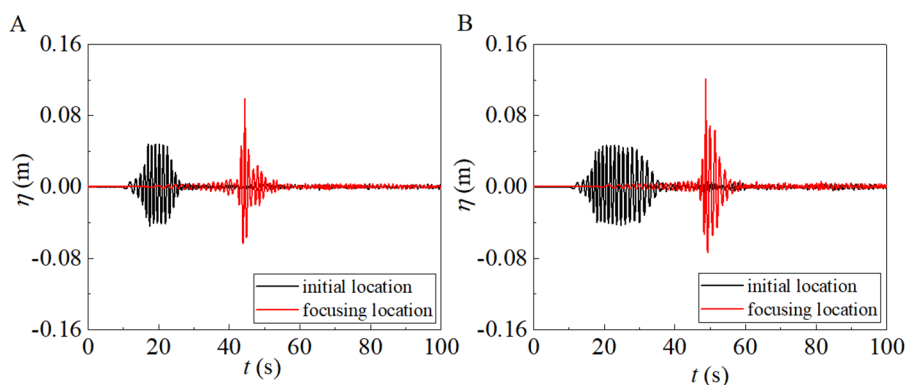 A
0.16
0.08
0.00
-0.08
-0.16
η (m)
initial location
focusing location
0 20 40 60 80 100
t (s)
B
0.16
0.08
0.00
-0.08
-0.16
η (m)
initial location
focusing location
0 20 40 60 80 100
t (s)